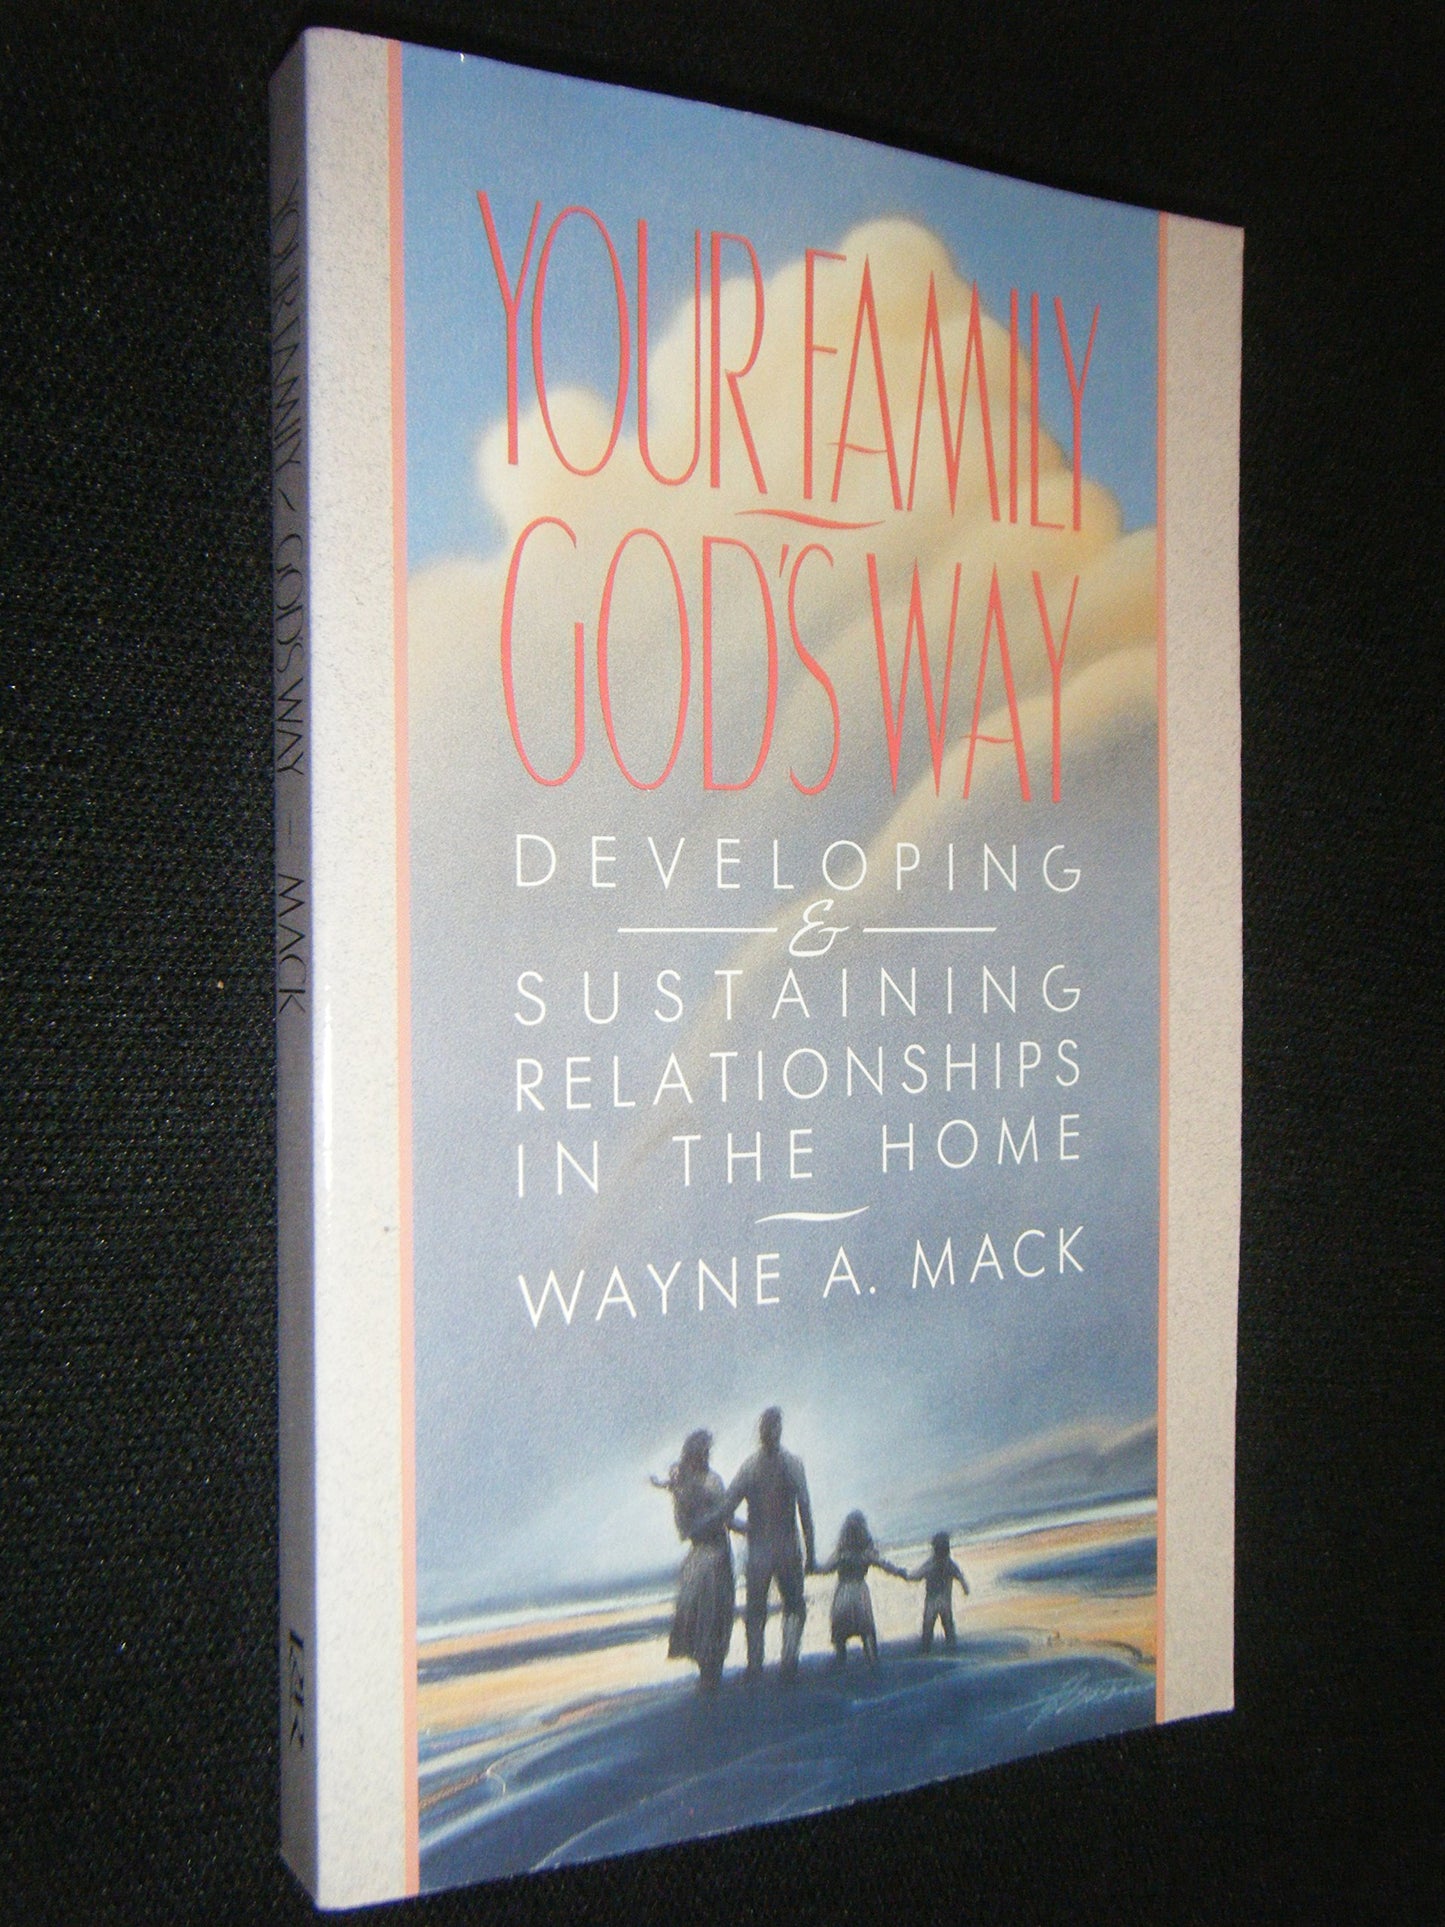 YOUR FAMILY
GOD'S WAY
DEVELOPING
&
SUSTAINING
RELATIONSHIPS
IN THE HOME
WAYNE A. MACK
YOUR FAMILY ~ GOD'S WAY — MACK